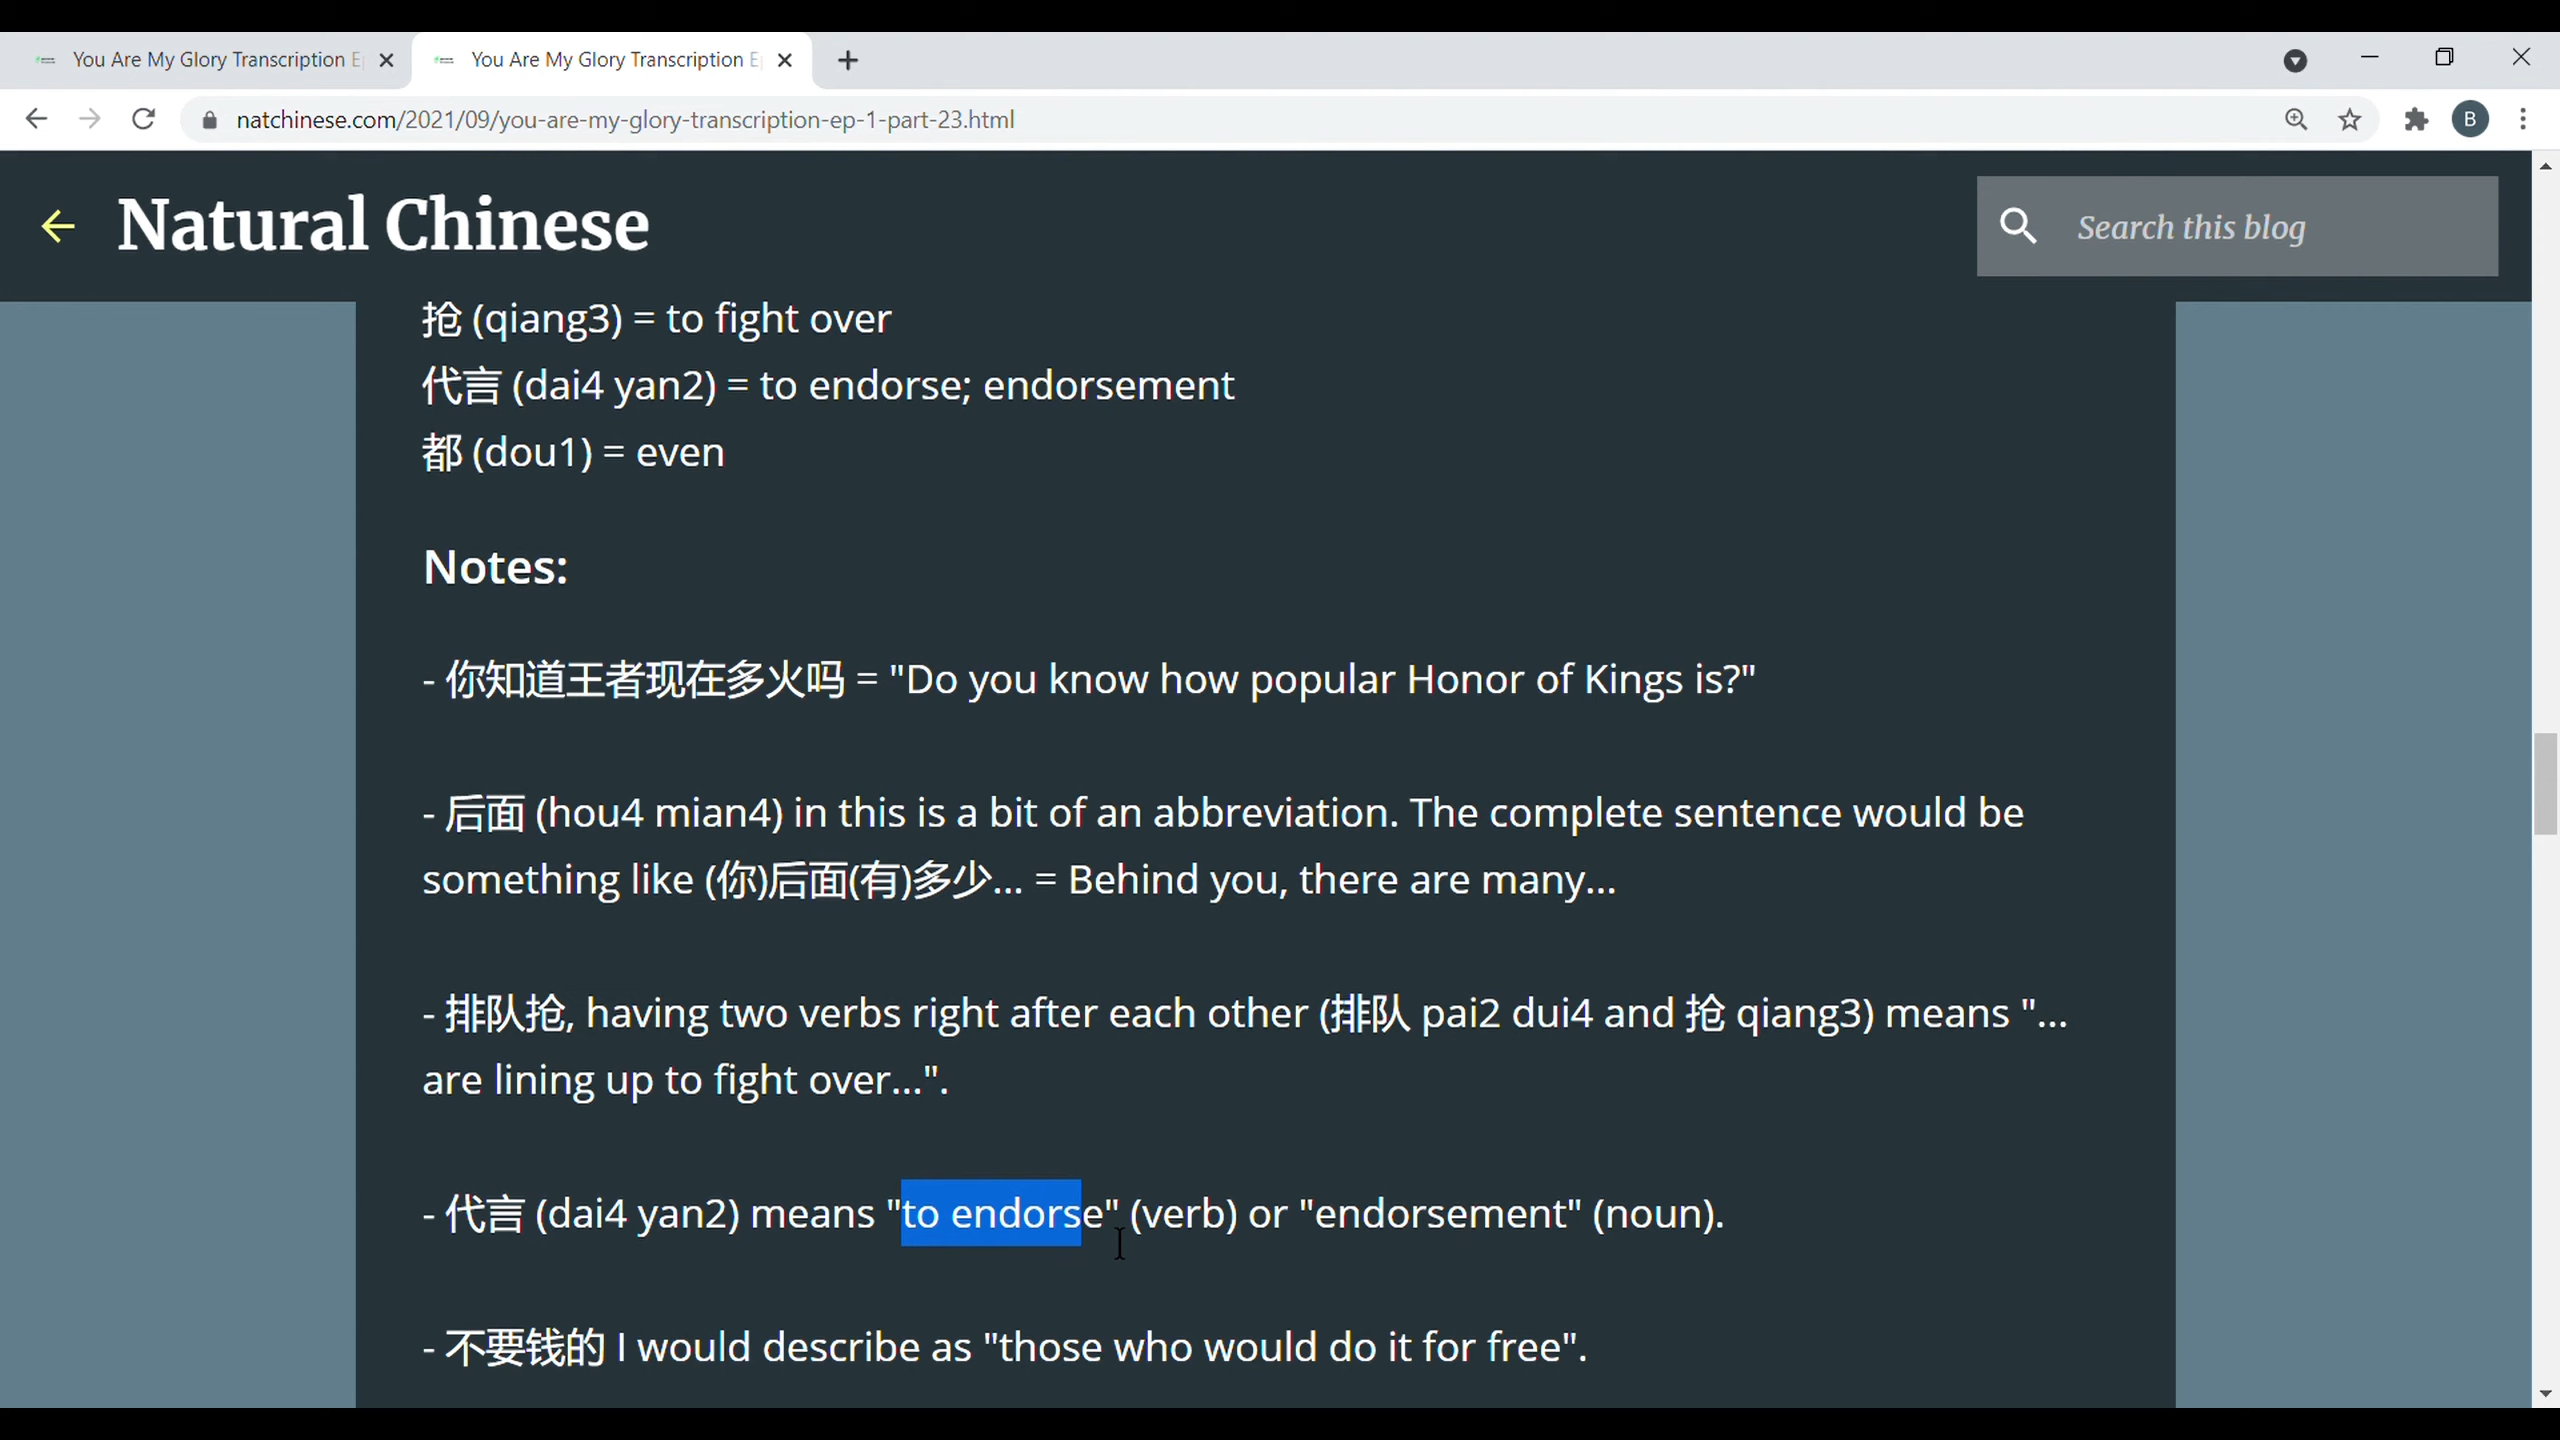 You Are My Glory Transcription E
You Are My Glory Transcription E
natchinese.com/2021/09/you-are-my-glory-transcription-ep-1-part-23.html
B
Natural Chinese
Search this blog
抢 (qiang3) = to fight over
代言 (dai4 yan2) = to endorse; endorsement
都 (dou1) = even
Notes:
- 你知道王者现在多火吗 = "Do you know how popular Honor of Kings is?"
- 后面 (hou4 mian4) in this is a bit of an abbreviation. The complete sentence would be
something like (你)后面(有)多少... = Behind you, there are many...
- 排队抢, having two verbs right after each other (排队 pai2 dui4 and 抢 qiang3) means "...
are lining up to fight over...".
- 代言 (dai4 yan2) means "to endorse" (verb) or "endorsement" (noun).
- 不要钱的 I would describe as "those who would do it for free".